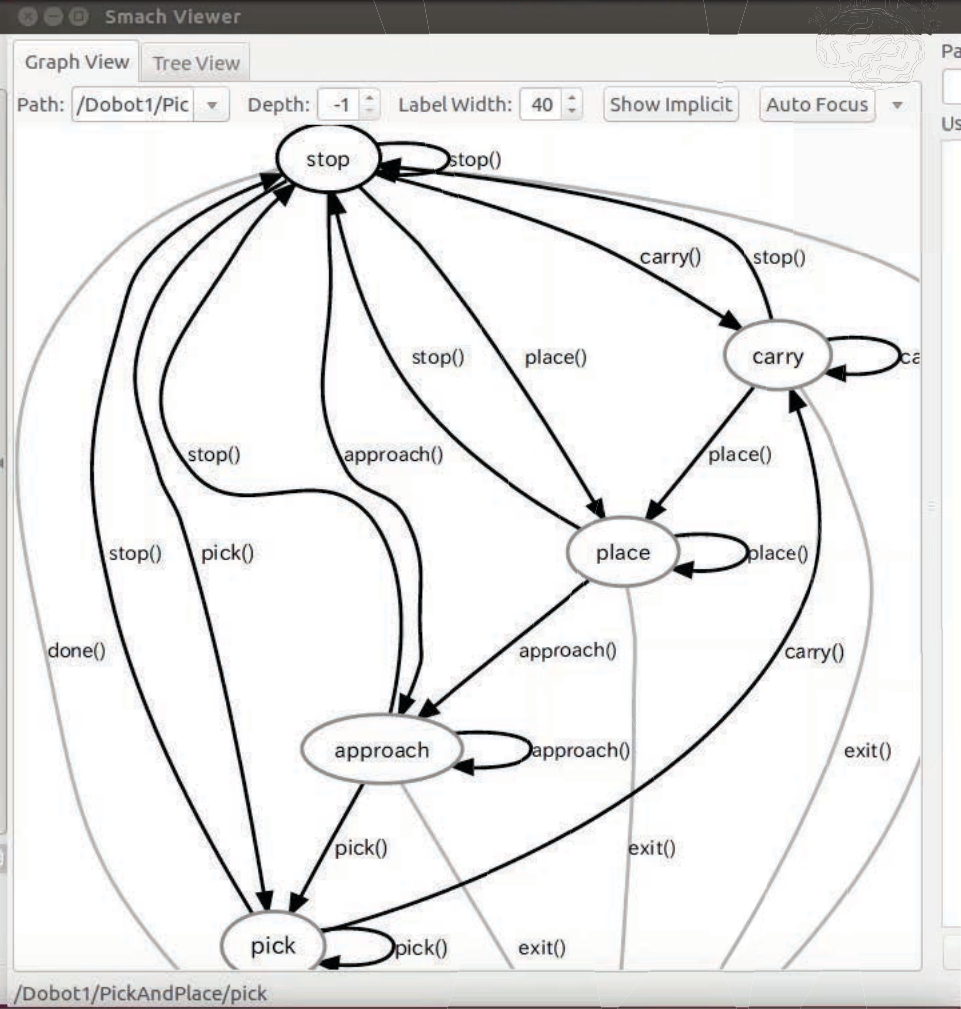 Smach Viewer
Graph View Tree View
Path: /Dobot1/Pic Depth: -1 Label Width: 40 Show Implicit Auto Focus
Pa
Us
stop stop()
carry() stop()
stop() place() carry ca
stop() approach() place()
stop() pick() place place()
done() approach() carry()
approach approach() exit()
pick() exit()
pick pick() exit()
/Dobot1/PickAndPlace/pick